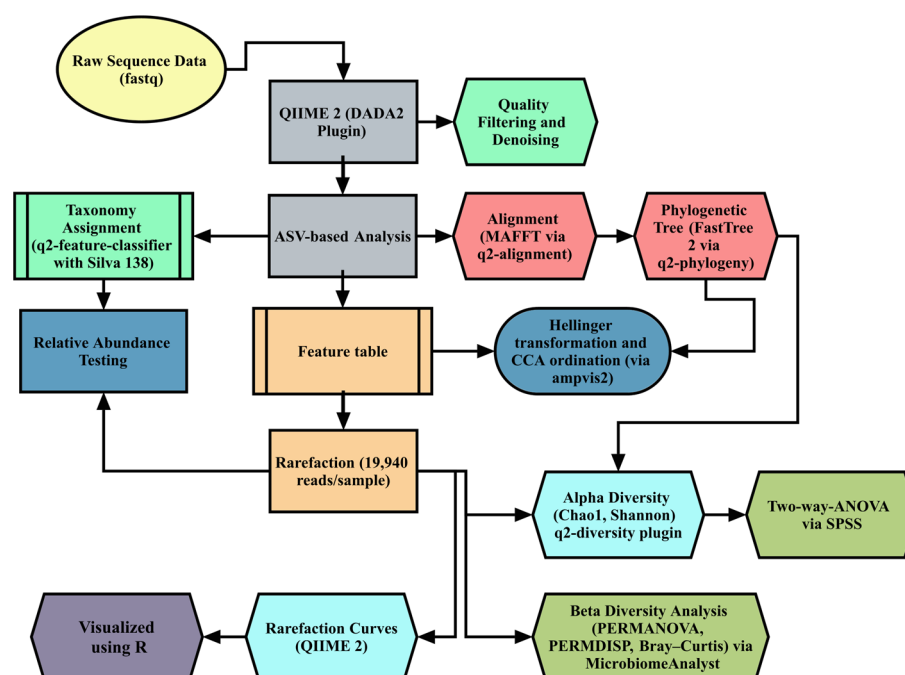 Raw Sequence Data
(fastq)
QIIME 2 (DADA2
Plugin)
Quality
Filtering and
Denoising
Taxonomy
Assignment
(q2-feature-classifier
with Silva 138)
ASV-based Analysis
Alignment
(MAFFT via
q2-alignment)
Phylogenetic
Tree (FastTree
2 via
q2-phylogeny)
Relative Abundance
Testing
Feature table
Hellinger
transformation and
CCA ordination (via
ampvis2)
Rarefaction (19,940
reads/sample)
Alpha Diversity
(Chao1, Shannon)
q2-diversity plugin
Two-way-ANOVA
via SPSS
Visualized
using R
Rarefaction Curves
(QIIME 2)
Beta Diversity Analysis
(PERMANOVA,
PERMDISP, Bray–Curtis) via
MicrobiomeAnalyst